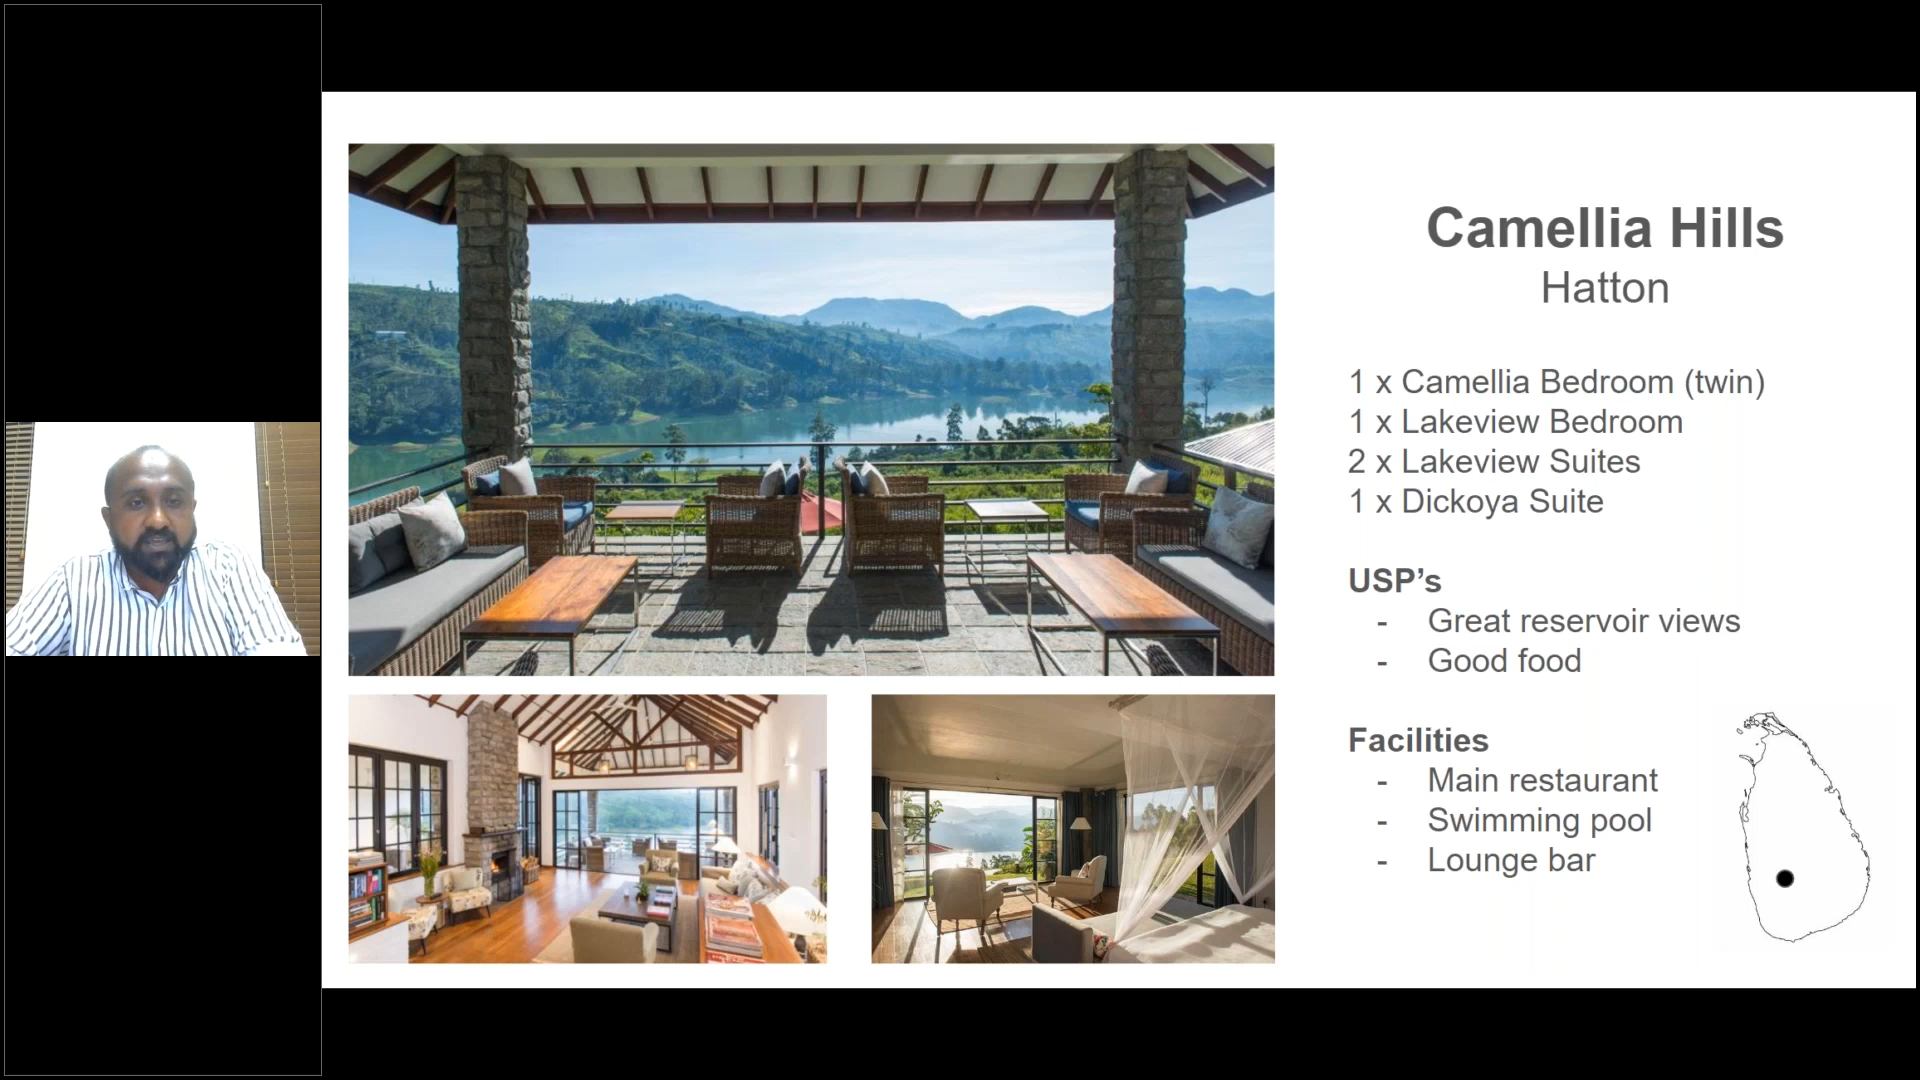 Camellia Hills
Hatton
1 x Camellia Bedroom (twin)
1 x Lakeview Bedroom
2 x Lakeview Suites
1 x Dickoya Suite
USP’s
- Great reservoir views
- Good food
Facilities
- Main restaurant
- Swimming pool
- Lounge bar